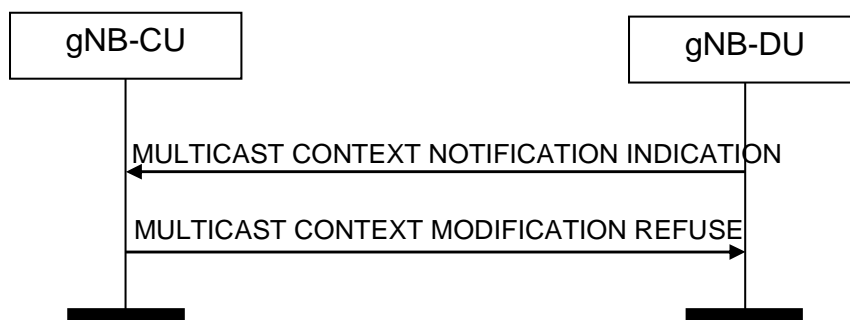 gNB-CU
gNB-DU
MULTICAST CONTEXT NOTIFICATION INDICATION
MULTICAST CONTEXT MODIFICATION REFUSE